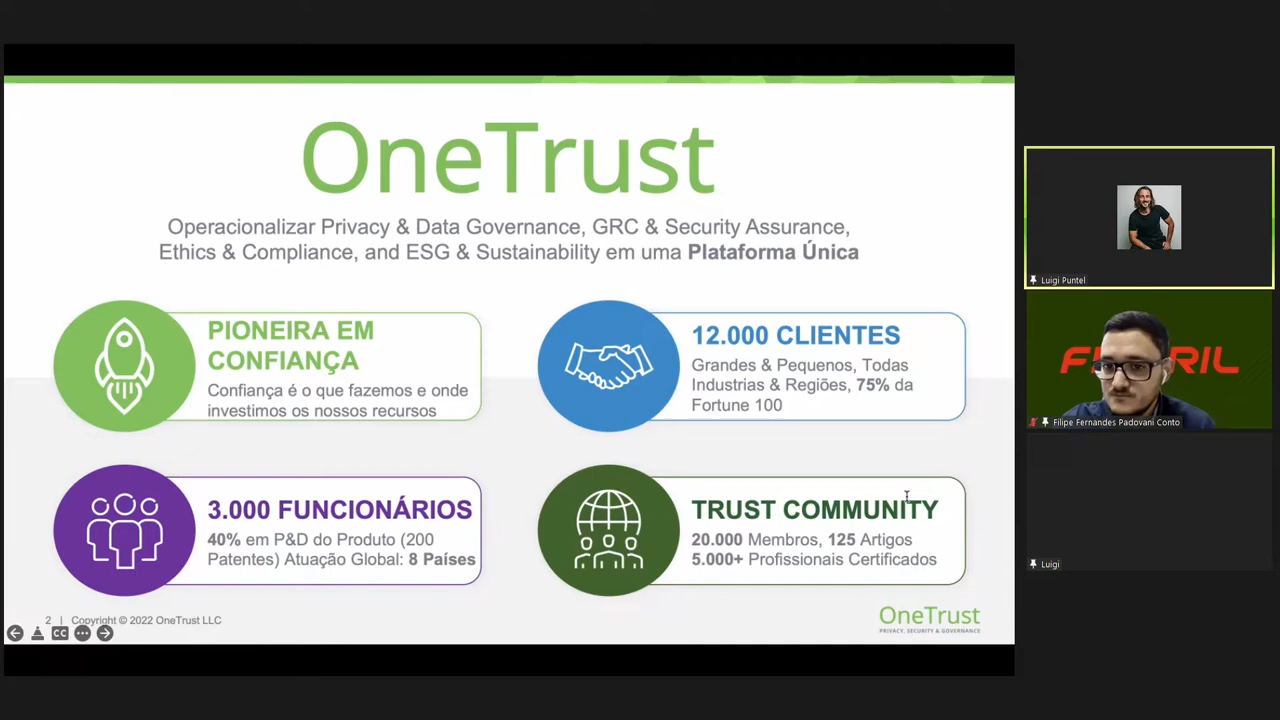 OneTrust
Operacionalizar Privacy & Data Governance, GRC & Security Assurance,
Ethics & Compliance, and ESG & Sustainability em uma Plataforma Única
PIONEIRA EM
CONFIANÇA
Confiança é o que fazemos e onde
investimos os nossos recursos
12.000 CLIENTES
Grandes & Pequenos, Todas
Industrias & Regiões, 75% da
Fortune 100
3.000 FUNCIONÁRIOS
40% em P&D do Produto (200
Patentes) Atuação Global: 8 Países
TRUST COMMUNITY
20.000 Membros, 125 Artigos
5.000+ Profissionais Certificados
2 | Copyright © 2022 OneTrust LLC
CC
OneTrust
PRIVACY, SECURITY & GOVERNANCE
Luigi Puntel
Filipe Fernandes Padovani Conto
Luigi